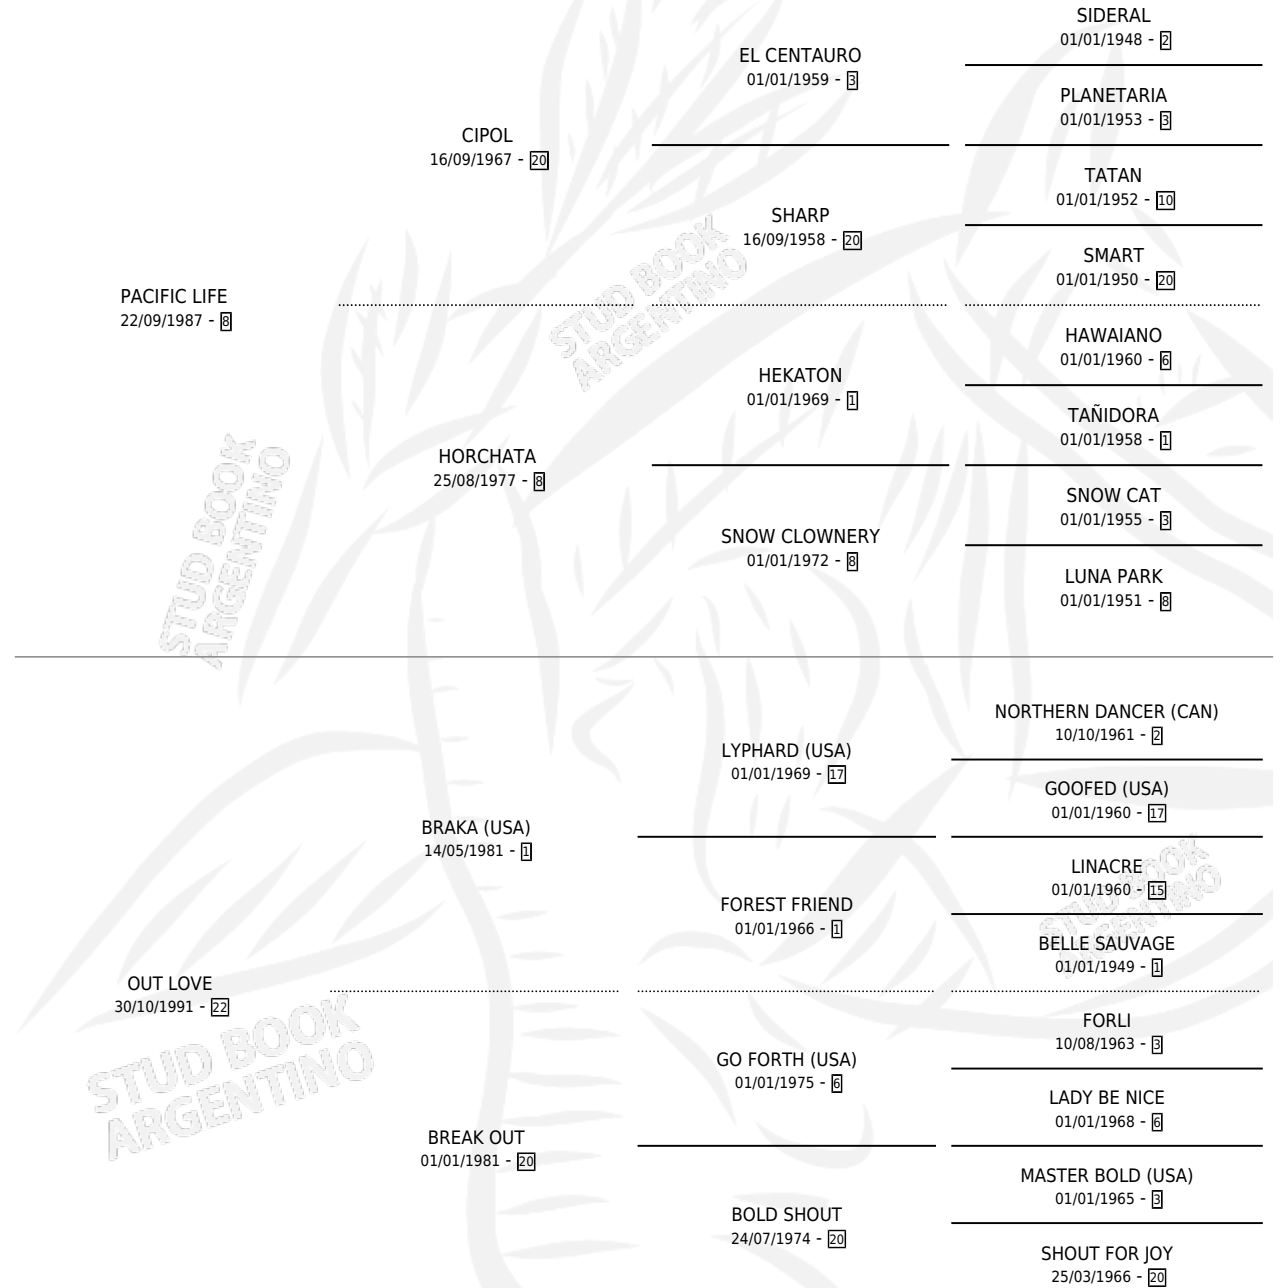 SIDERAL
01/01/1948 - 2
EL CENTAURO
01/01/1959 - 3
PLANETARIA
01/01/1953 - 3
CIPOL
16/09/1967 - 20
TATAN
01/01/1952 - 10
SHARP
16/09/1958 - 20
SMART
01/01/1950 - 20
PACIFIC LIFE
22/09/1987 - 8
HAWAIANO
01/01/1960 - 6
HEKATON
01/01/1969 - 1
TAÑIDORA
01/01/1958 - 1
HORCHATA
25/08/1977 - 8
SNOW CAT
01/01/1955 - 3
SNOW CLOWNERY
01/01/1972 - 8
LUNA PARK
01/01/1951 - 8
STUD BOOK
ARGENTINO
STUD BOOK
ARGENTINO
NORTHERN DANCER (CAN)
10/10/1961 - 2
LYPHARD (USA)
01/01/1969 - 17
GOOFED (USA)
01/01/1960 - 17
BRAKA (USA)
14/05/1981 - 1
LINACRE
01/01/1960 - 15
FOREST FRIEND
01/01/1966 - 1
BELLE SAUVAGE
01/01/1949 - 1
OUT LOVE
30/10/1991 - 22
FORLI
10/08/1963 - 3
GO FORTH (USA)
01/01/1975 - 6
LADY BE NICE
01/01/1968 - 6
BREAK OUT
01/01/1981 - 20
MASTER BOLD (USA)
01/01/1965 - 3
BOLD SHOUT
24/07/1974 - 20
SHOUT FOR JOY
25/03/1966 - 20
STUD BOOK
ARGENTINO
STUD BOOK
ARGENTINO